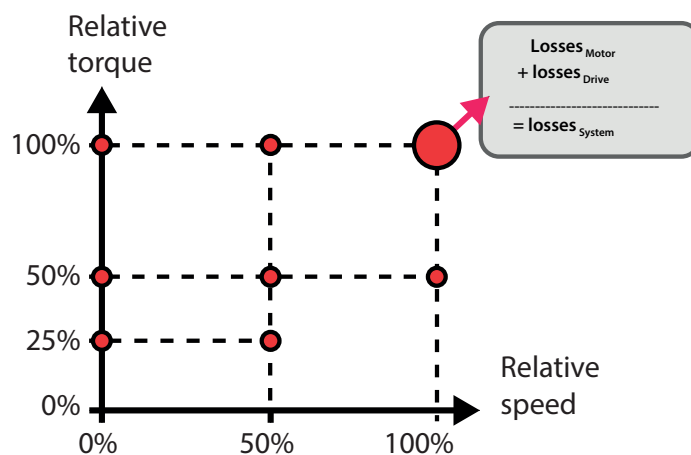 Relative
torque
Losses Motor
+ losses Drive
------------------------------
= losses System
100%
50%
25%
0%
Relative
speed
0%
50%
100%